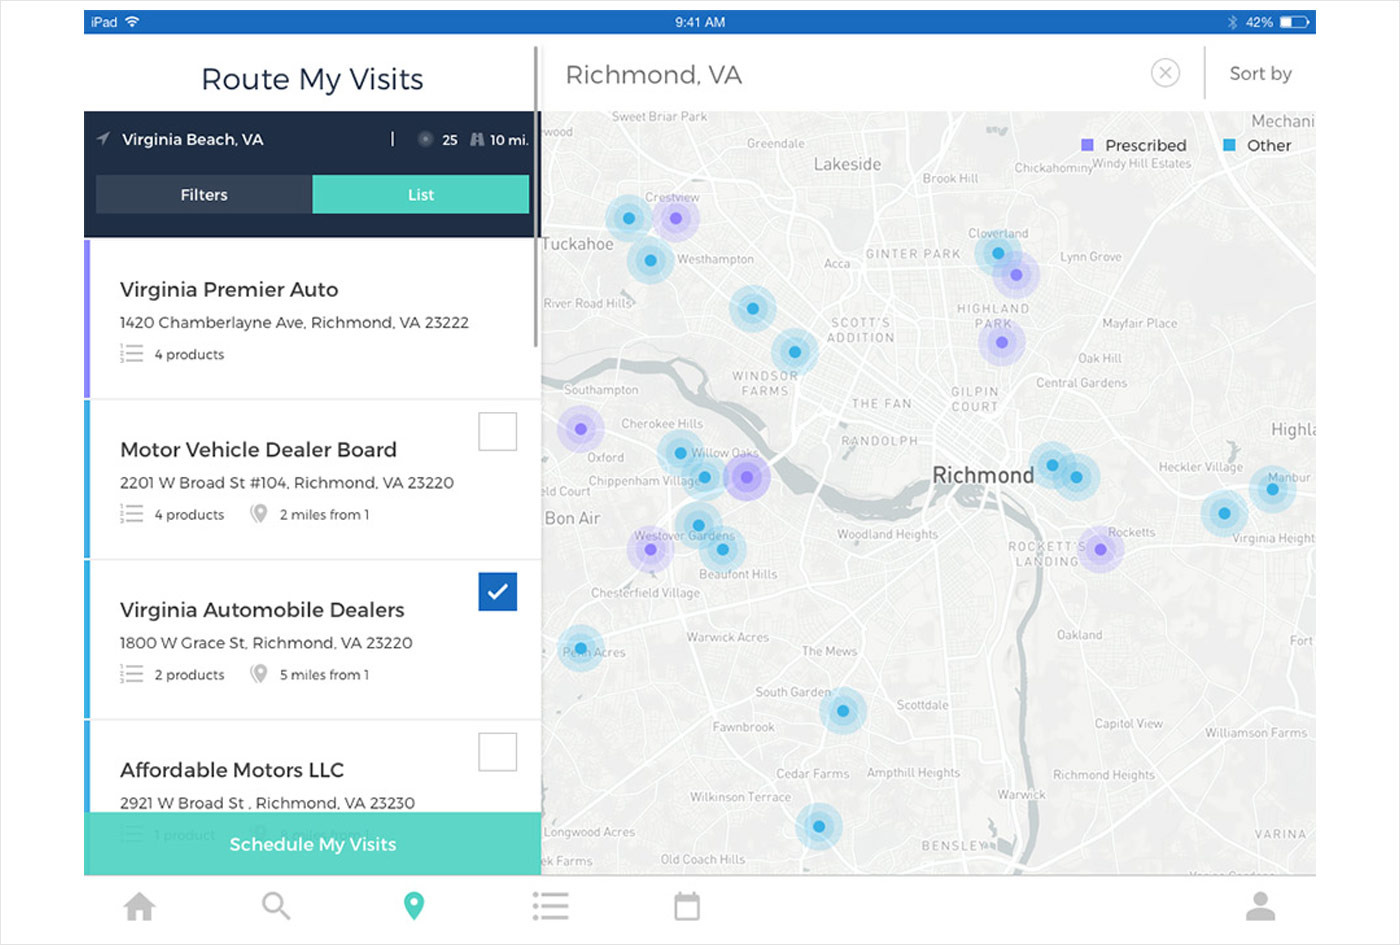 iPad
9:41 AM
42%
Route My Visits
Richmond, VA
Sort by
Virginia Beach, VA
25
10 mi.
Filters
List
Virginia Premier Auto
1420 Chamberlayne Ave, Richmond, VA 23222
4 products
Motor Vehicle Dealer Board
2201 W Broad St #104, Richmond, VA 23220
4 products
2 miles from 1
Virginia Automobile Dealers
1800 W Grace St, Richmond, VA 23220
2 products
5 miles from 1
Affordable Motors LLC
2921 W Broad St , Richmond, VA 23230
1 product
Schedule My Visits
Prescribed
Other
Sweet Briar Park
wood
Greendale
Mechani
Lakeside
Chickahominy
Windy Hill Estates
Brook Hill
Crestview
Tuckahoe
Cloverland
Westhampton
Acca
GINTER PARK
Lynn Grove
River Road Hills
HIGHLAND
PARK
SCOTT'S
ADDITION
Mayfair Place
Oak Hill
WINDSOR
FARMS
Southampton
GILPIN
COURT
Central Gardens
THE FAN
Cherokee Hills
RANDOLPH
Highla
Oxford
Willow Oaks
Richmond
Heckler Village
Chippenham Village
Manbur
eld Court
Bon Air
Westover Gardens
Woodland Heights
Rocketts
ROCKETT'S
LANDING
Virginia Height
Beaufont Hills
Chesterfield Village
Warwick Acres
Oakland
Fort
Penn Acres
The Mews
South Garden
Scottdale
Fawnbrook
Capitol View
Williamson Farms
Cedar Farms
Ampthill Heights
Richmond Heights
Wilkinson Terrace
Warwick
Longwood Acres
VARINA
BENSLEY
ek Farms
Old Coach Hills